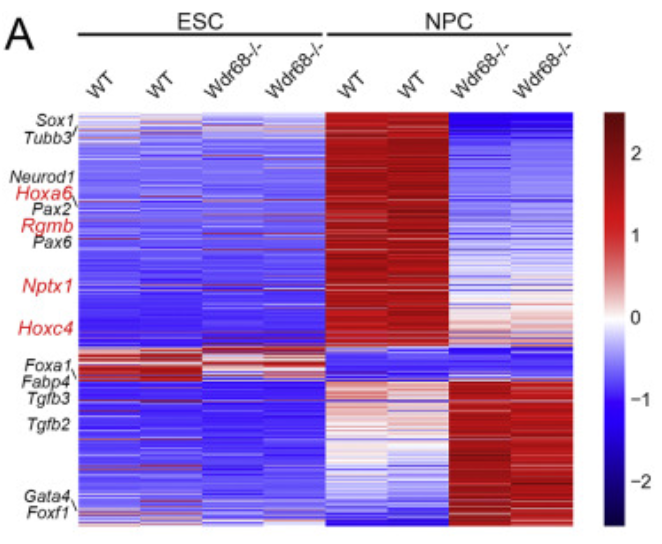 A
ESC NPC
WT WT Wdr68-/- Wdr68-/- WT WT Wdr68-/- Wdr68-/-
Sox1
Tubb3
Neurod1
Hoxa6
Pax2
Rgmb
Pax6
Nptx1
Hoxc4
Foxa1
Fabp4
Tgfb3
Tgfb2
Gata4
Foxf1
2
1
0
−1
−2